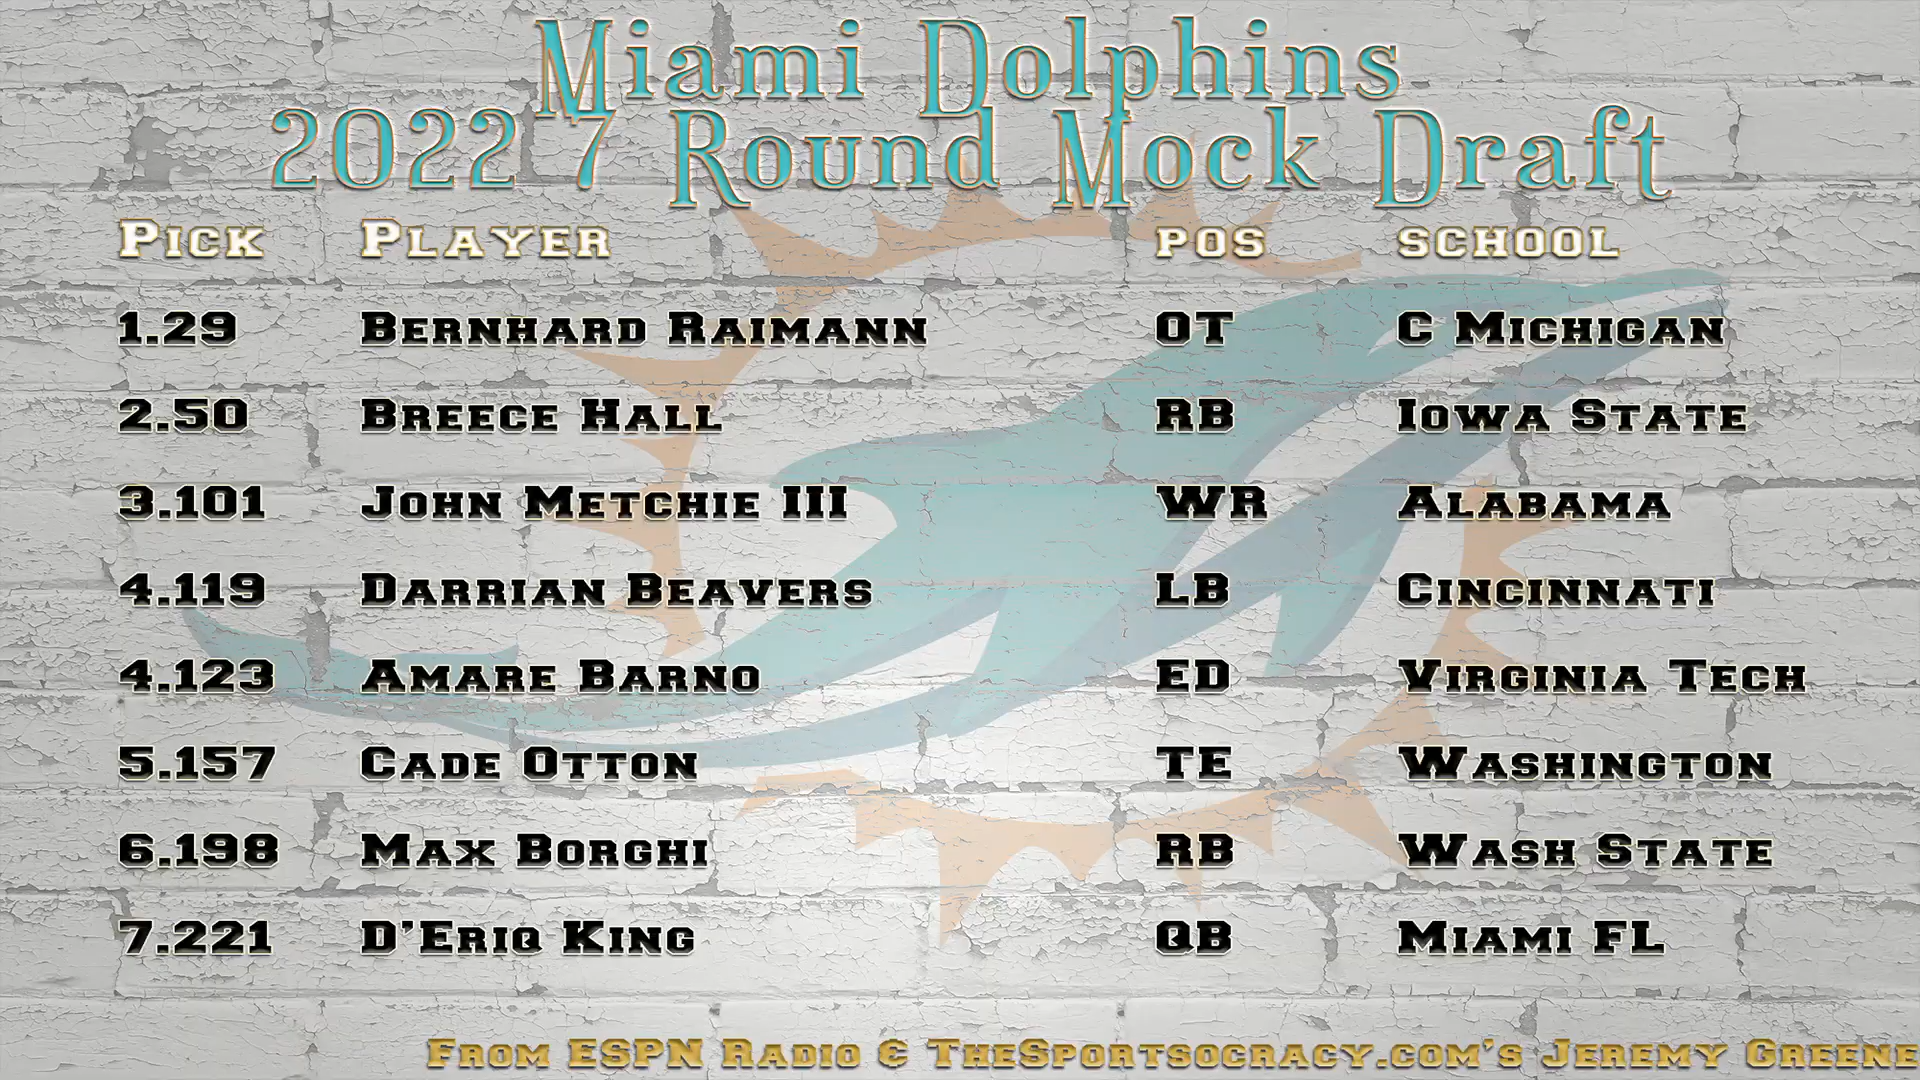 Miami Dolphins
2022 7 Round Mock Draft
Pick Player POS SCHOOL
1.29 Bernhard Raimann OT C Michigan
2.50 Breece Hall RB Iowa State
3.101 John Metchie III WR Alabama
4.119 Darrian Beavers LB Cincinnati
4.123 Amare Barno ED Virginia Tech
5.157 Cade Otton TE Washington
6.198 Max Borghi RB Wash State
7.221 D'Eriq King QB Miami FL
From ESPN Radio & TheSportsocracy.com's Jeremy Greene